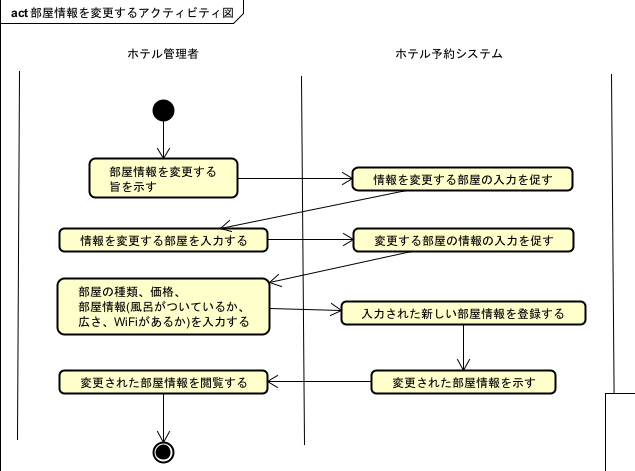 act 部屋情報を変更するアクティビティ図
ホテル管理者
ホテル予約システム
部屋情報を変更する
旨を示す
情報を変更する部屋の入力を促す
情報を変更する部屋を入力する
変更する部屋の情報の入力を促す
部屋の種類、価格、
部屋情報(風呂がついているか、
広さ、WiFiがあるか)を入力する
入力された新しい部屋情報を登録する
変更された部屋情報を閲覧する
変更された部屋情報を示す